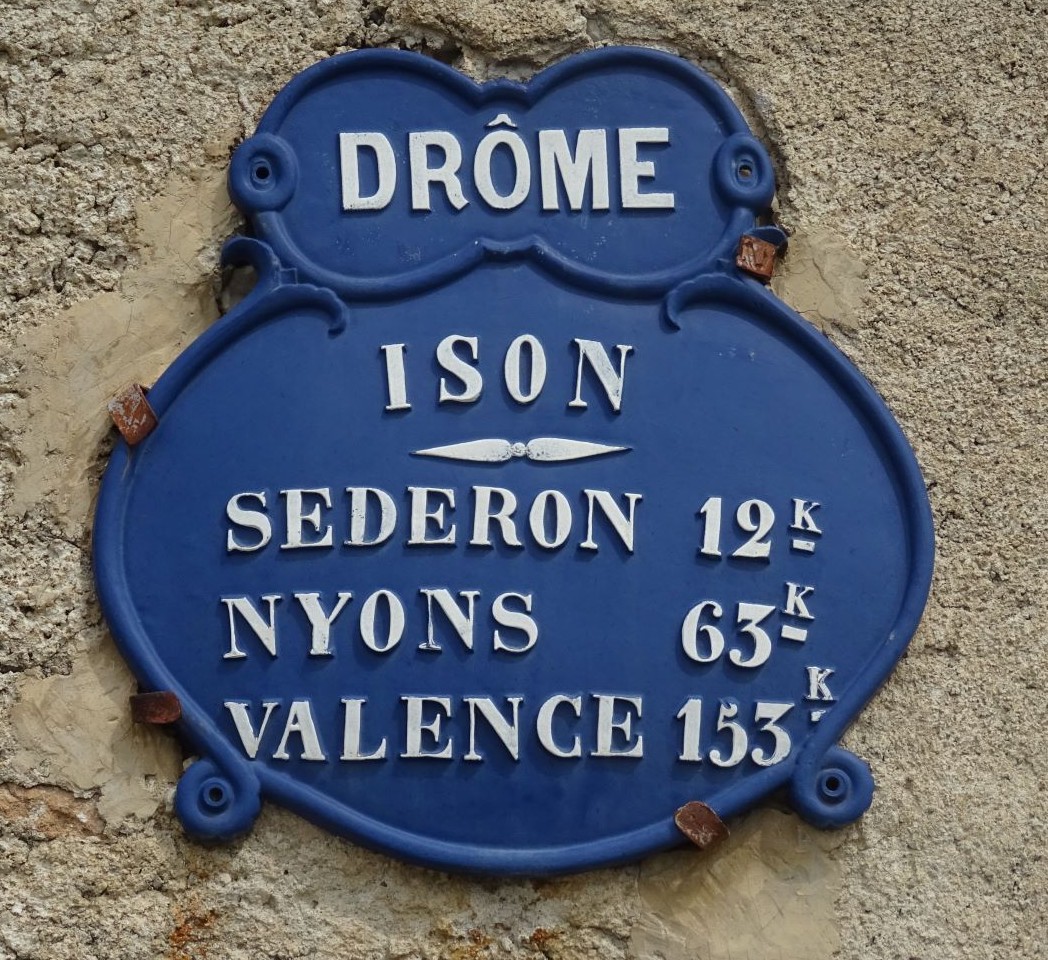 DRÔME
ISON
SEDERON 12K
NYONS 63K
VALENCE 153K